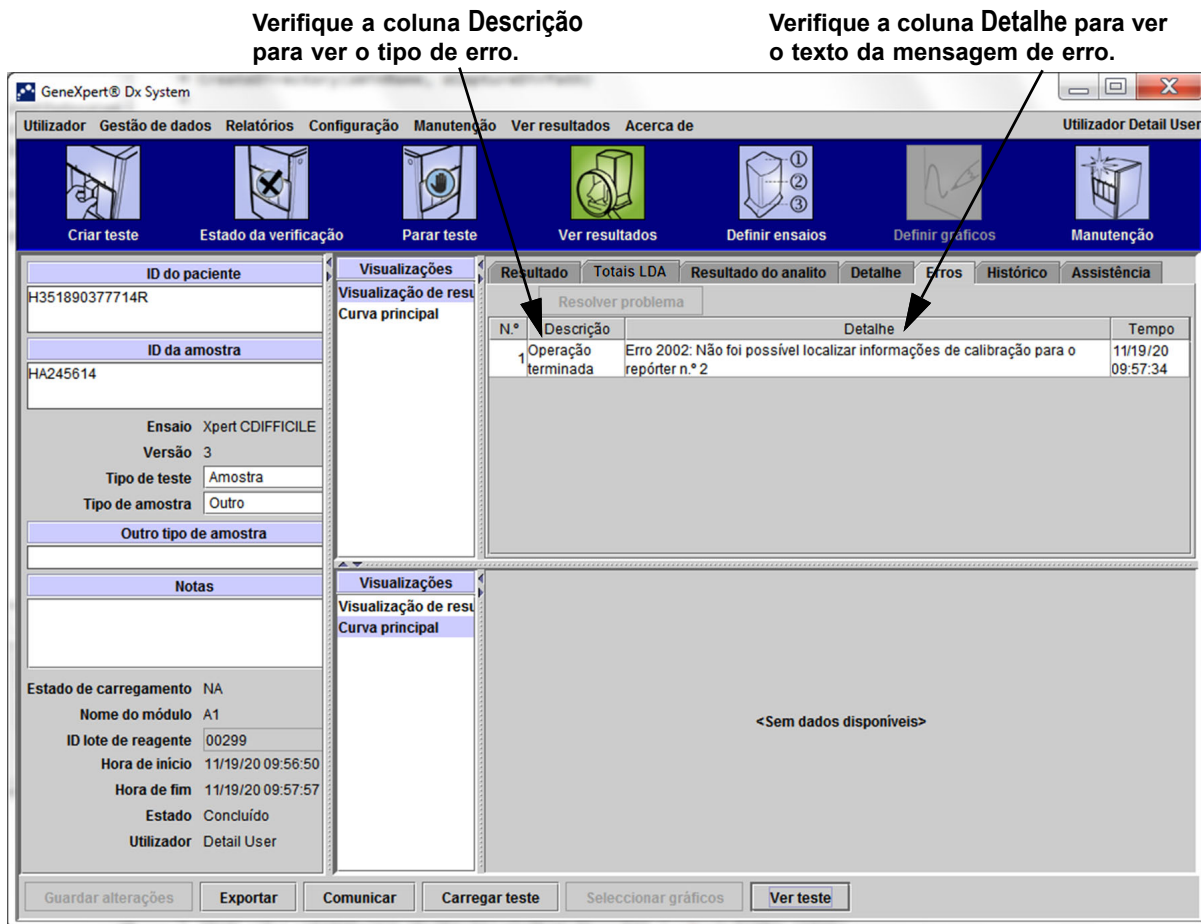 Verifique a coluna Descrição
para ver o tipo de erro.
Verifique a coluna Detalhe para ver
o texto da mensagem de erro.
GeneXpert® Dx System
Utilizador Gestão de dados Relatórios Configuração Manutenção Ver resultados Acerca de Utilizador Detail User
Criar teste Estado da verificação Parar teste Ver resultados Definir ensaios Definir gráficos Manutenção
ID do paciente
H351890377714R
ID da amostra
HA245614
Ensaio Xpert CDIFFICILE
Versão 3
Tipo de teste Amostra
Tipo de amostra Outro
Outro tipo de amostra
Notas
Estado de carregamento NA
Nome do módulo A1
ID lote de reagente 00299
Hora de início 11/19/20 09:56:50
Hora de fim 11/19/20 09:57:57
Estado Concluído
Utilizador Detail User
Visualizações
Visualização de resu
Curva principal
Resultado Totais LDA Resultado do analito Detalhe Erros Histórico Assistência
Resolver problema
N.º Descrição Detalhe Tempo
1 Operação terminada Erro 2002: Não foi possível localizar informações de calibração para o repórter n.º 2 11/19/20 09:57:34
Visualizações
Visualização de resu
Curva principal
<Sem dados disponíveis>
Guardar alterações Exportar Comunicar Carregar teste Seleccionar gráficos Ver teste